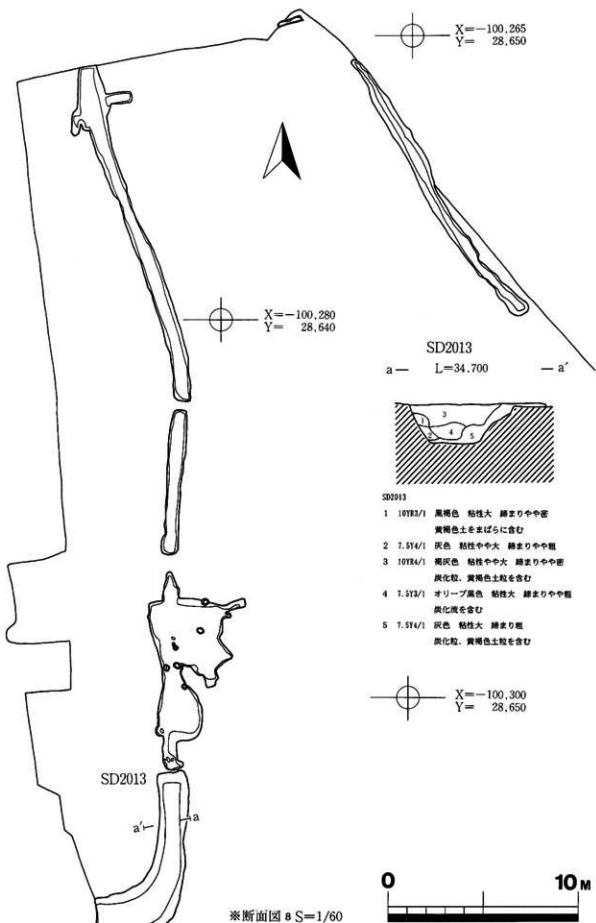 X=-100,265
Y= 28,650
X=-100,280
Y= 28,640
SD2013
a — L=34.700 — a′
3
1
4
2
5
SD2013
1 10YR3/1 黒褐色 粘性大 締まりやや密
黄褐色土をまばらに含む
2 7.5Y4/1 灰色 粘性やや大 締まりやや粗
3 10YR4/1 褐灰色 粘性やや大 締まりやや密
炭化粒、黄褐色土粒を含む
4 7.5Y3/1 オリーブ黒色 粘性大 締まりやや粗
炭化流を含む
5 7.5Y4/1 灰色 粘性大 締まり粗
炭化粒、黄褐色土粒を含む
X=-100,300
Y= 28,650
SD2013
a′ a
0 10M
※断面図 8 S=1/60